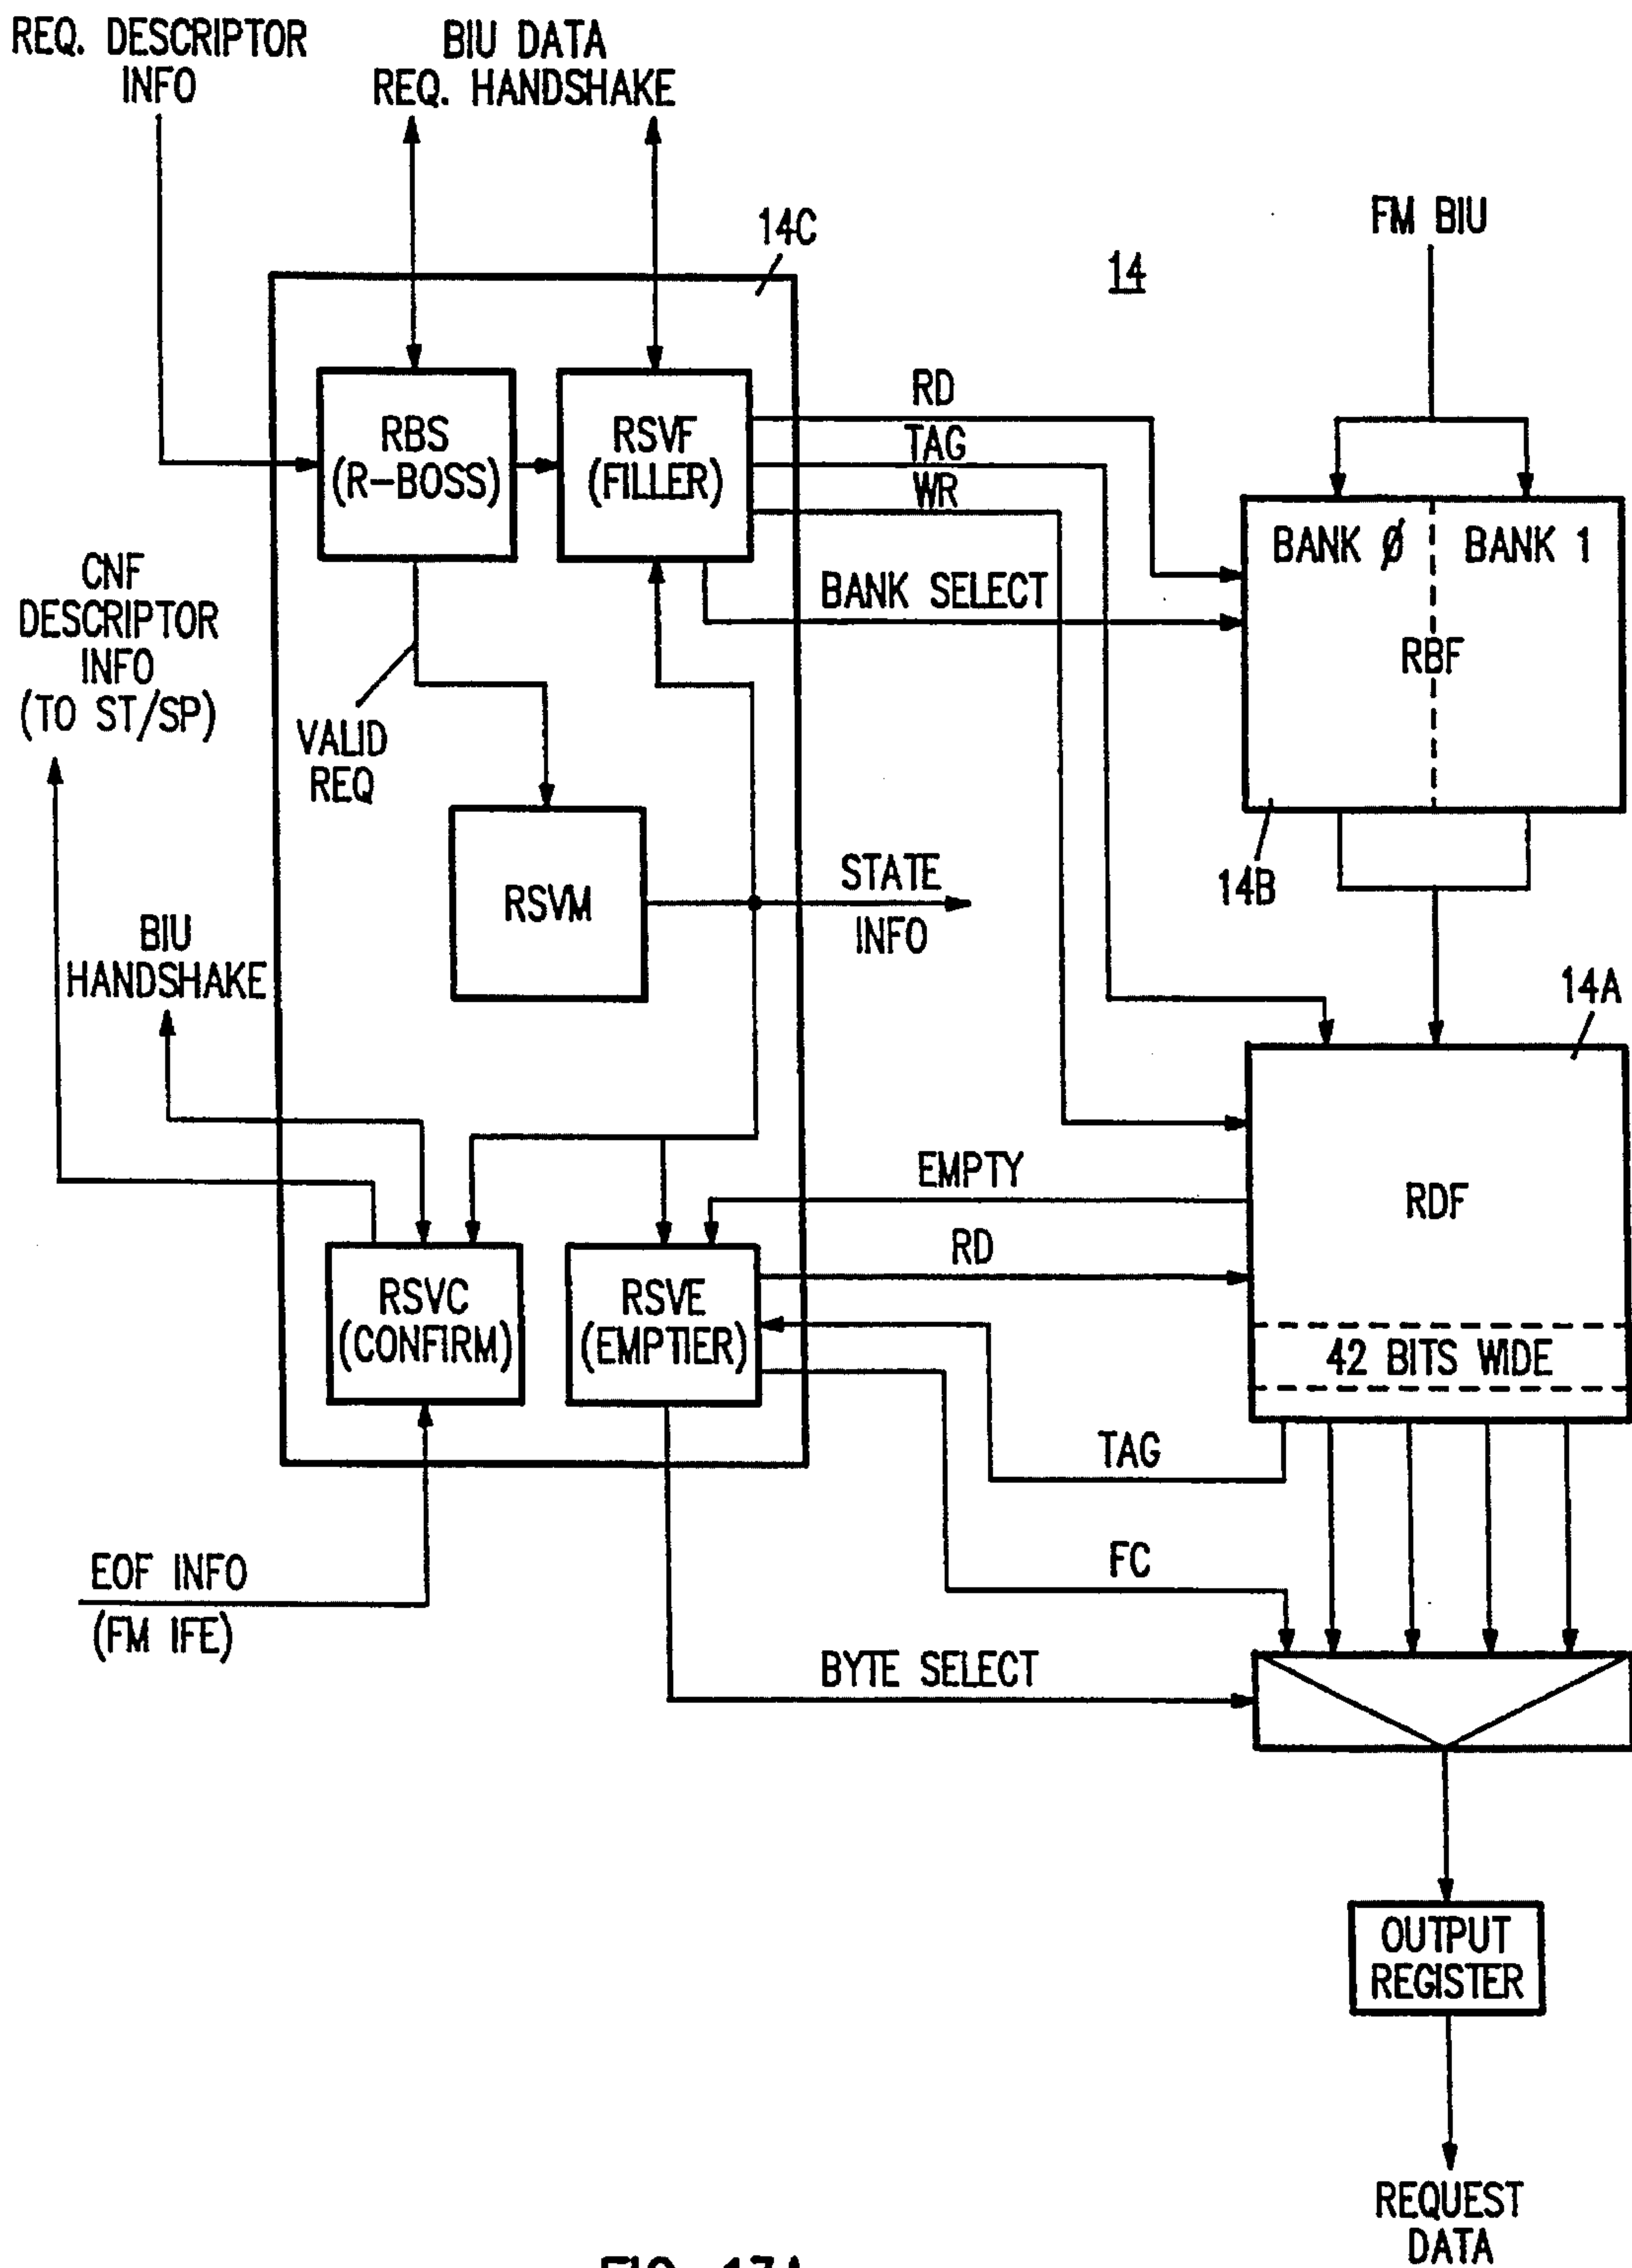 REQ. DESCRIPTOR
INFO
BIU DATA
REQ. HANDSHAKE
14C
14
FM BIU
RBS
(R-BOSS)
RSVF
(FILLER)
RD
TAG
WR
BANK SELECT
BANK Ø
BANK 1
RBF
14B
CNF
DESCRIPTOR
INFO
(TO ST/SP)
VALID
REQ
RSVM
STATE
INFO
BIU
HANDSHAKE
14A
RDF
42 BITS WIDE
EMPTY
RD
RSVC
(CONFIRM)
RSVE
(EMPTIER)
TAG
FC
EOF INFO
(FM IFE)
BYTE SELECT
OUTPUT
REGISTER
REQUEST
DATA
FIG. 17A